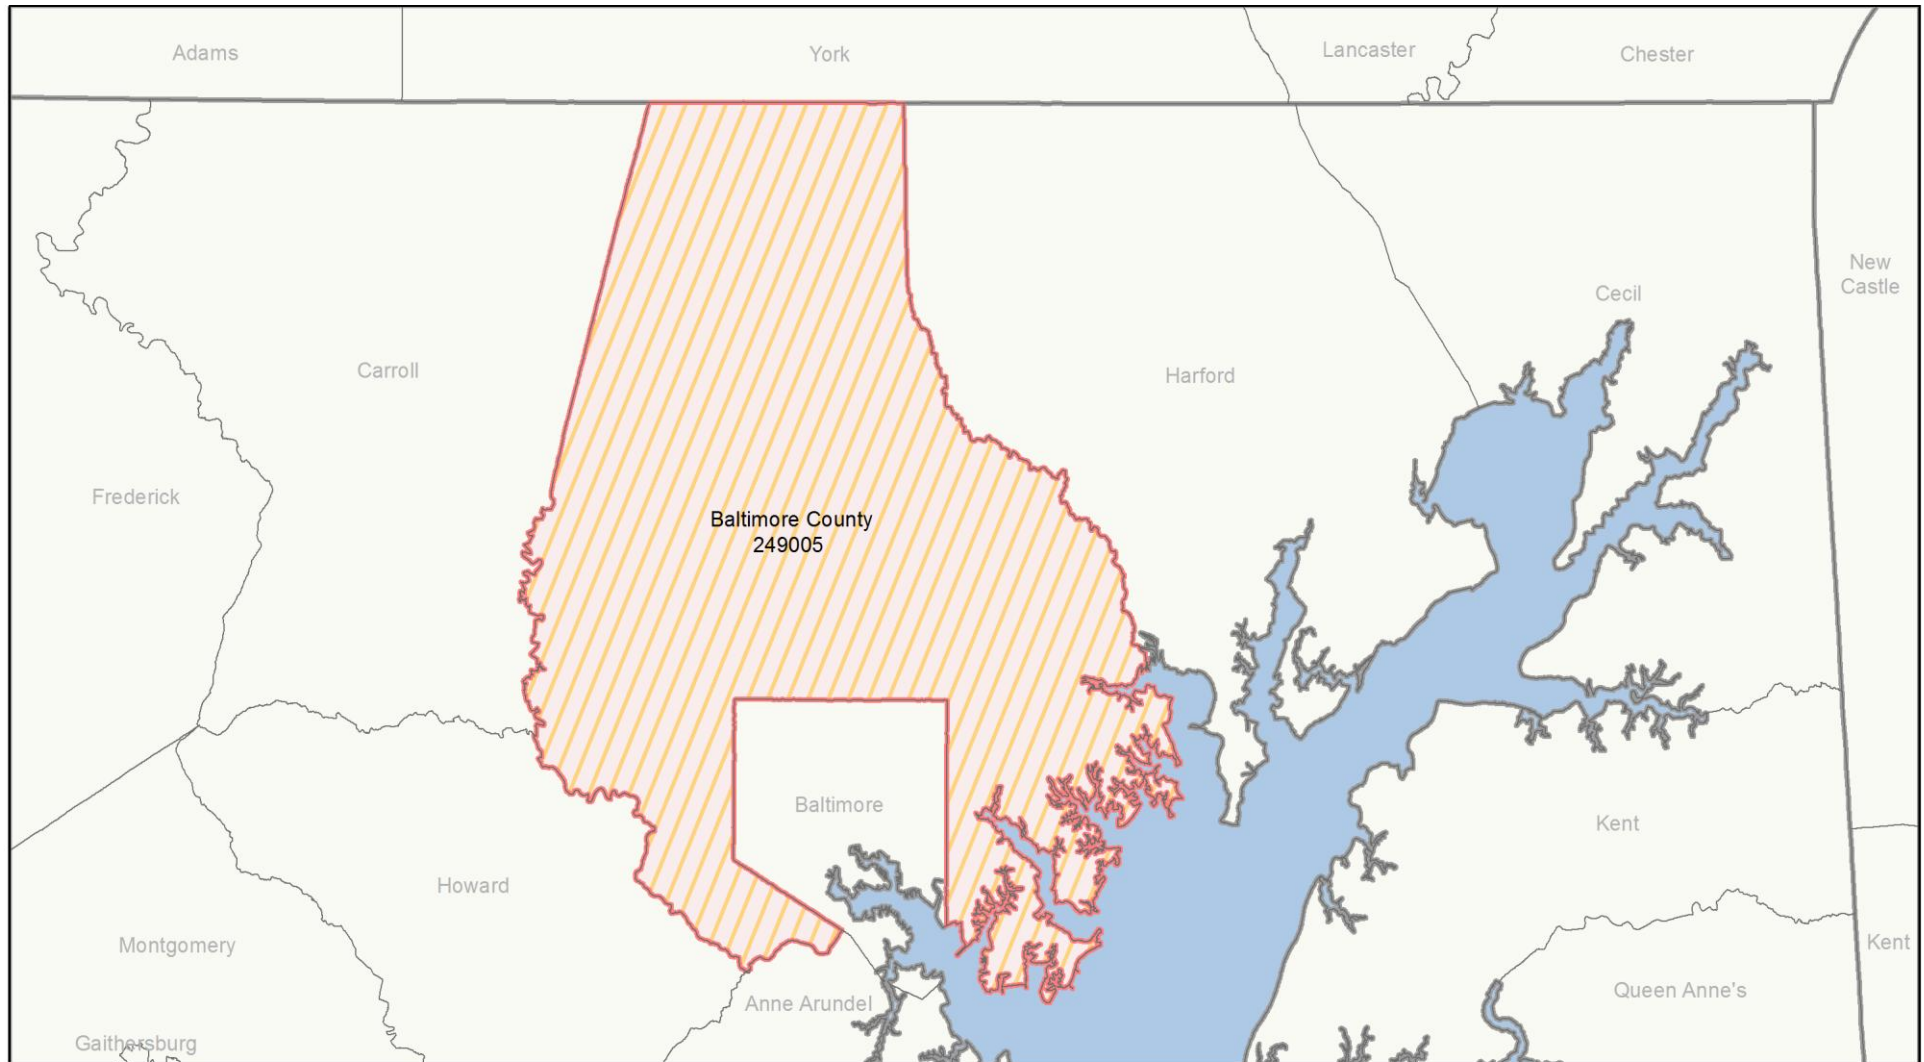 Adams
York
Lancaster
Chester
New
Castle
Cecil
Carroll
Harford
Frederick
Baltimore County
249005
Baltimore
Kent
Howard
Montgomery
Kent
Anne Arundel
Queen Anne's
Gaithersburg